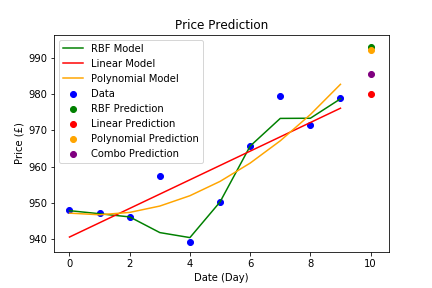 Price Prediction
RBF Model
Linear Model
Polynomial Model
Data
RBF Prediction
Linear Prediction
Polynomial Prediction
Combo Prediction
Price (£)
990
980
970
960
950
940
0 2 4 6 8 10
Date (Day)